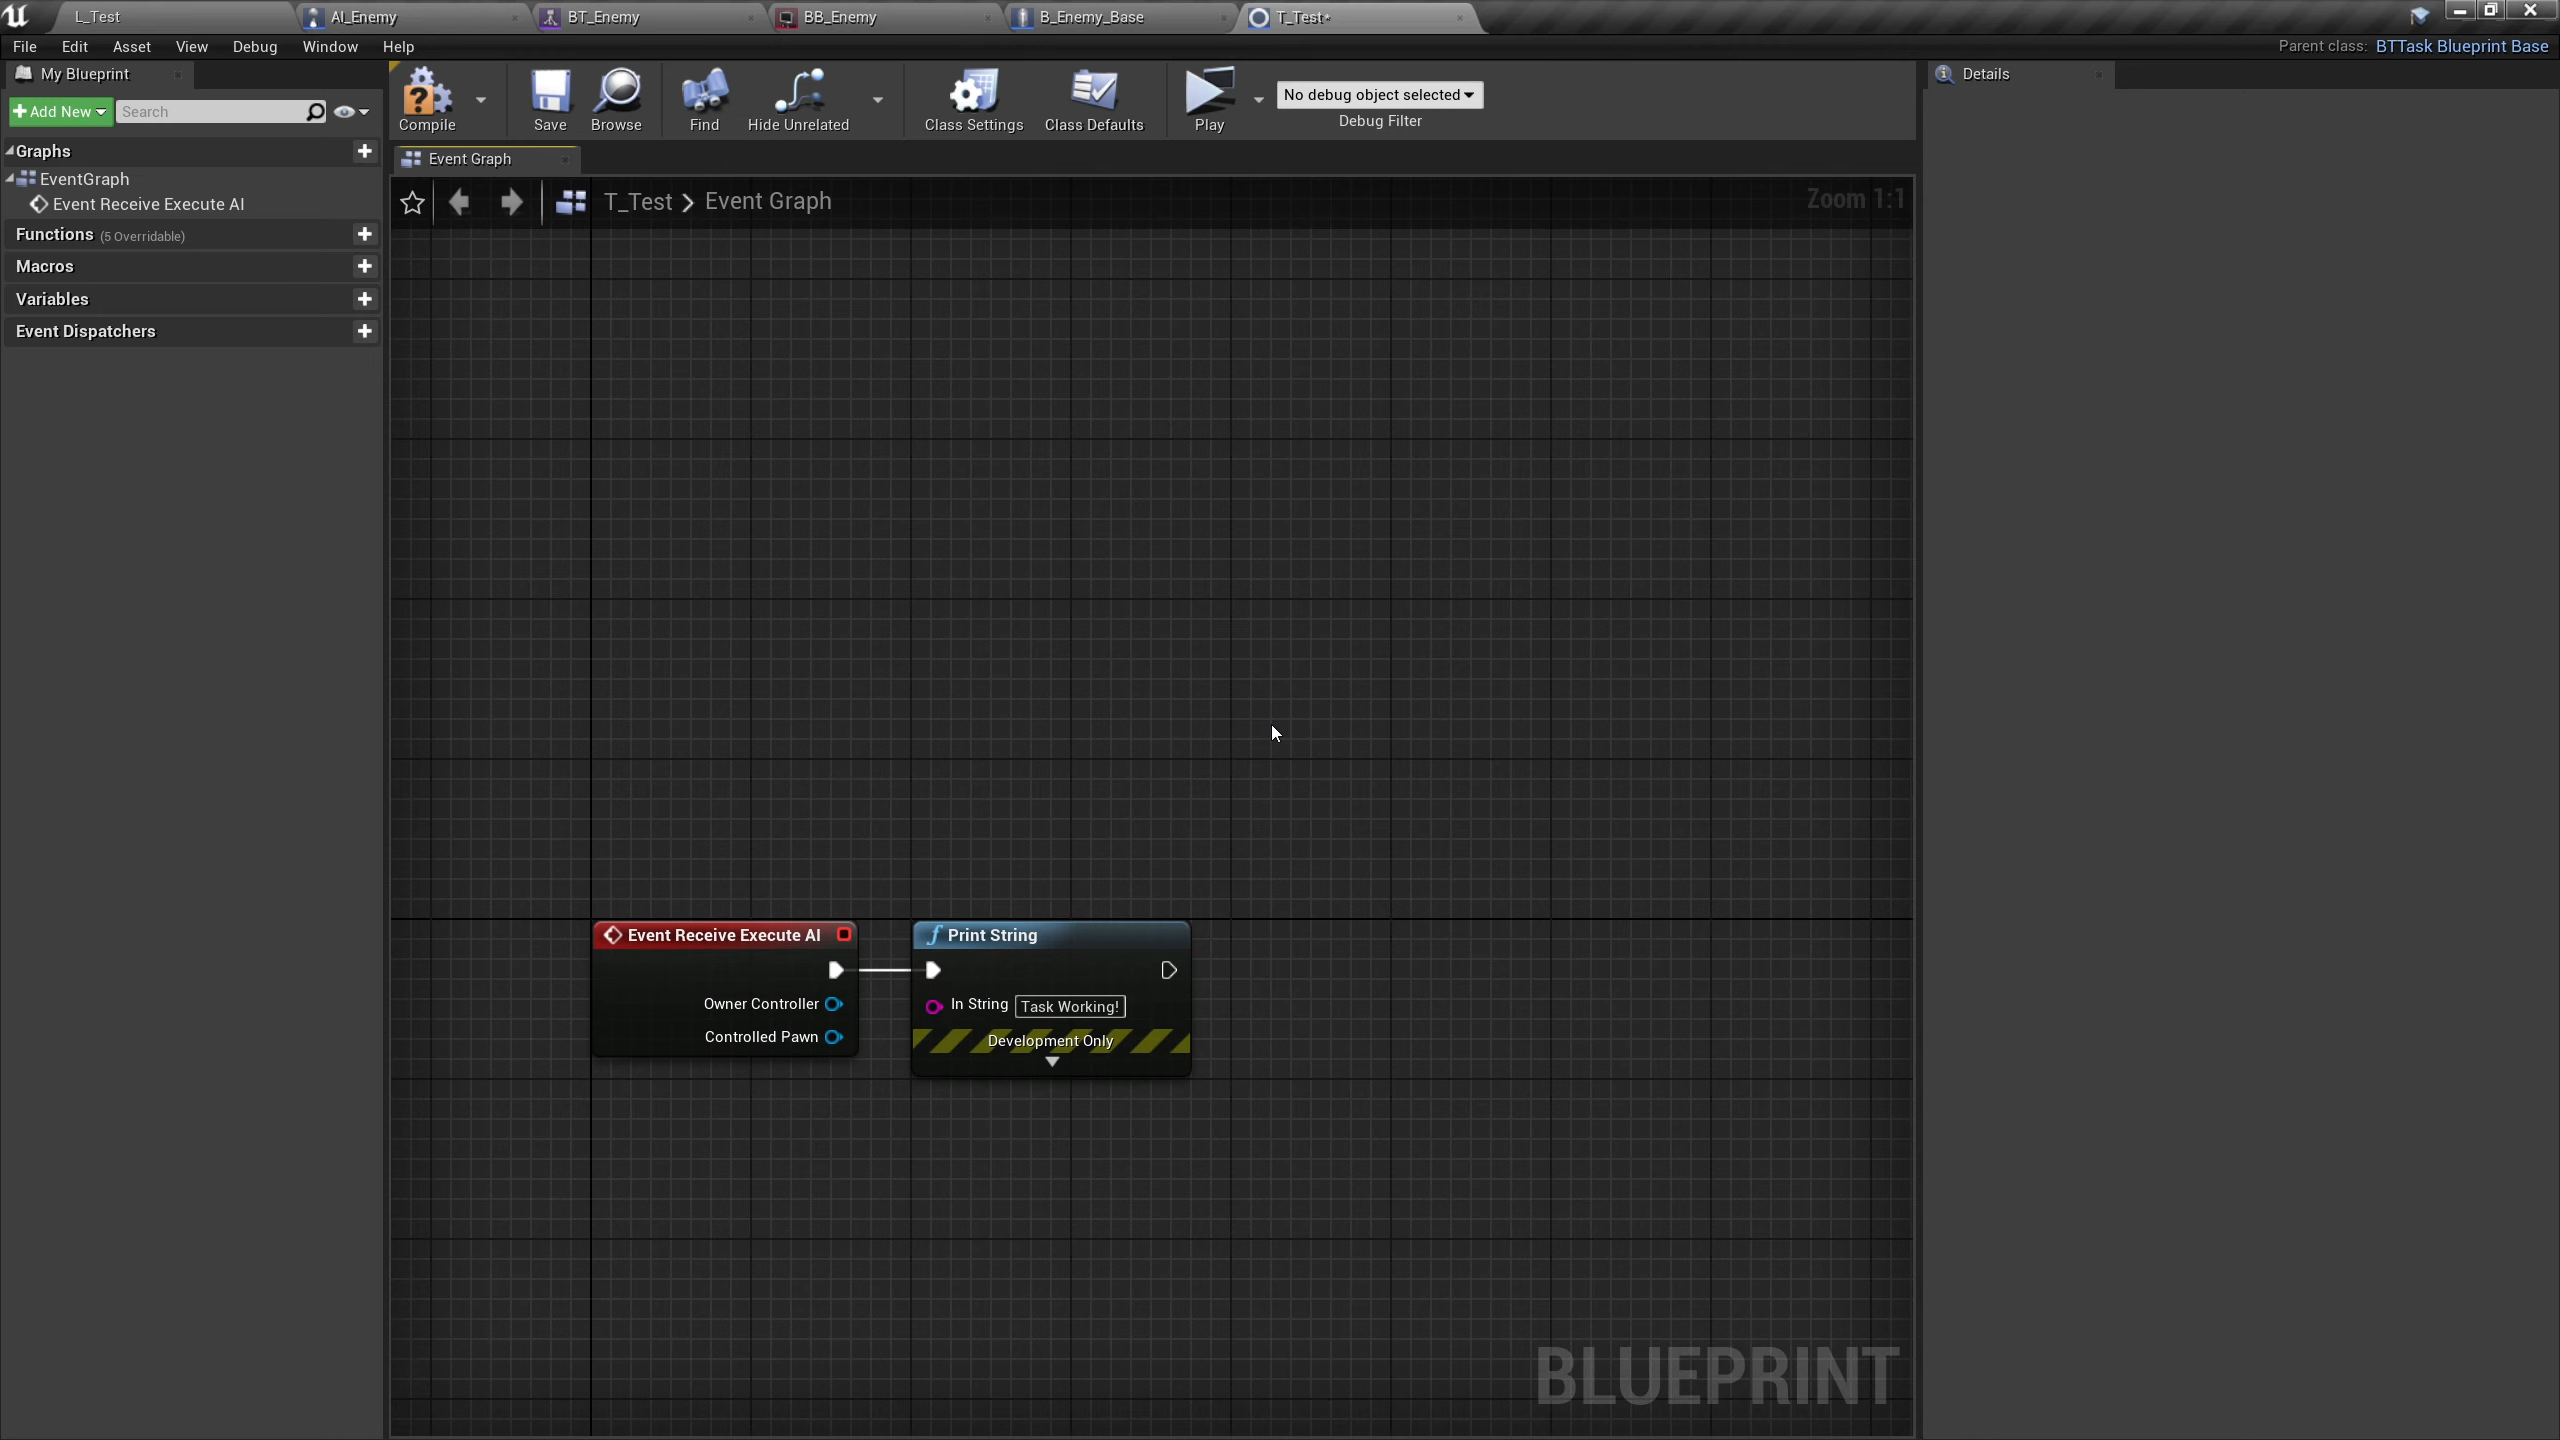 L_Test
AI_Enemy
BT_Enemy
BB_Enemy
B_Enemy_Base
T_Test*
File Edit Asset View Debug Window Help
Parent class: BTTask Blueprint Base
My Blueprint
Details
Add New
Search
Compile
Save
Browse
Find
Hide Unrelated
Class Settings
Class Defaults
Play
No debug object selected
Debug Filter
Graphs
Event Graph
EventGraph
T_Test > Event Graph
Zoom 1:1
Event Receive Execute AI
Functions (5 Overridable)
Macros
Variables
Event Dispatchers
Event Receive Execute AI
Owner Controller
Controlled Pawn
Print String
In String Task Working!
Development Only
BLUEPRINT